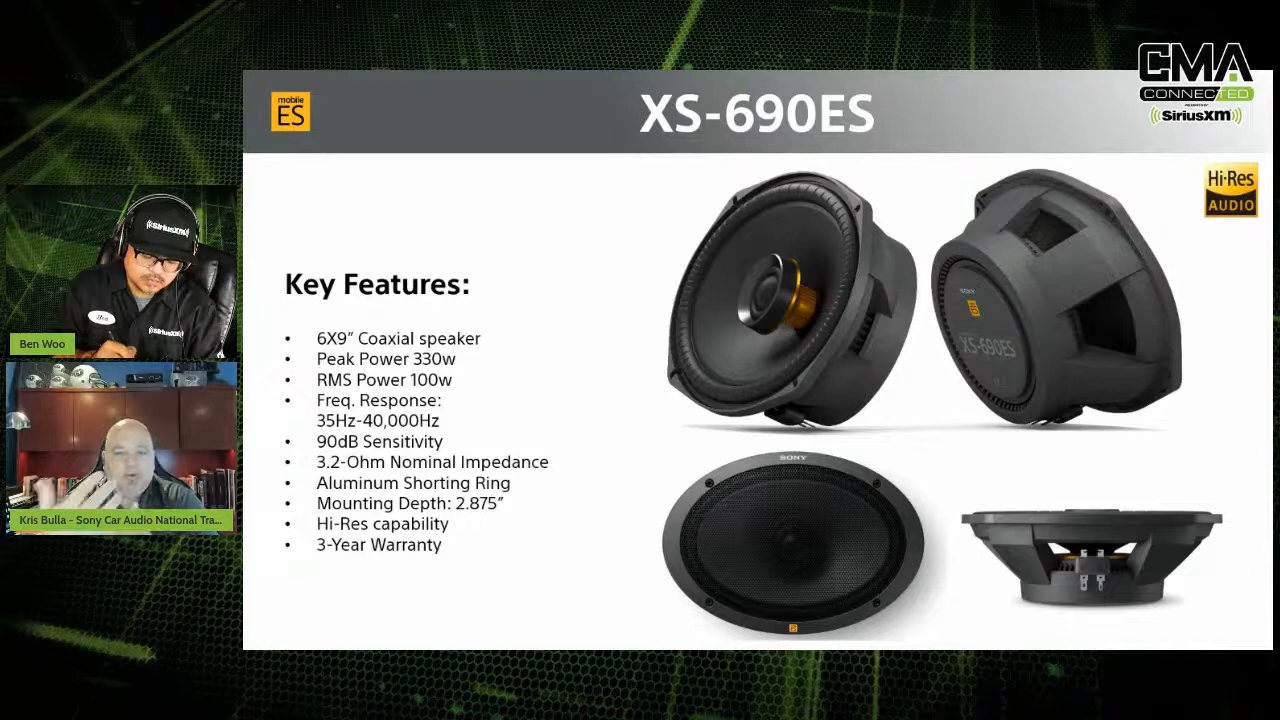 mobile
ES
XS-690ES
CMA
CONNECTED
SiriusXM
Hi-Res
AUDIO
Key Features:
• 6X9” Coaxial speaker
• Peak Power 330w
• RMS Power 100w
• Freq. Response:
35Hz-40,000Hz
• 90dB Sensitivity
• 3.2-Ohm Nominal Impedance
• Aluminum Shorting Ring
• Mounting Depth: 2.875”
• Hi-Res capability
• 3-Year Warranty
SONY
XS-690ES
SONY
SiriusXM
Ben
SiriusXM
Ben Woo
Kris Bulla - Sony Car Audio National Tra...